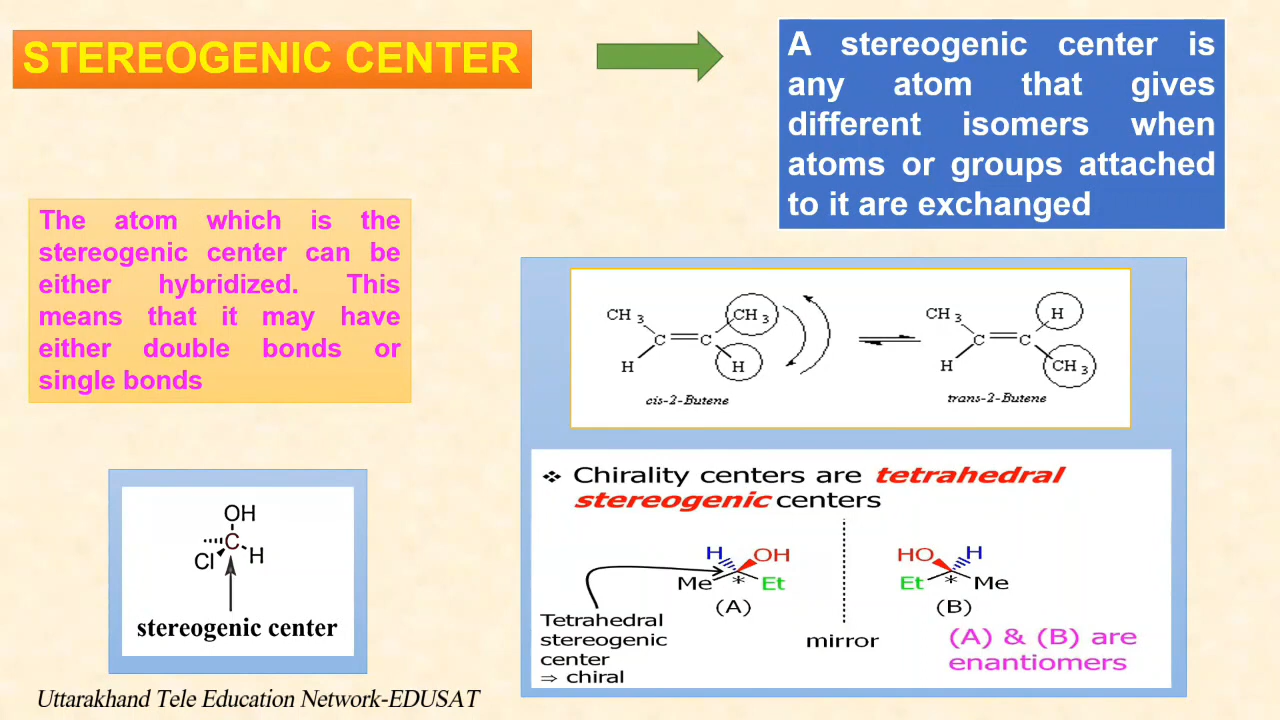 STEREOGENIC CENTER
A stereogenic center is
any atom that gives
different isomers when
atoms or groups attached
to it are exchanged
The atom which is the
stereogenic center can be
either hybridized. This
means that it may have
either double bonds or
single bonds
CH3 CH3
C=C
H H
cis-2-Butene
CH3 H
C=C
H CH3
trans-2-Butene
❖ Chirality centers are tetrahedral
stereogenic centers
H OH
Me * Et
(A)
HO H
Et * Me
(B)
Tetrahedral
stereogenic
center
⇒ chiral
mirror
(A) & (B) are
enantiomers
OH
C
Cl H
stereogenic center
Uttarakhand Tele Education Network-EDUSAT